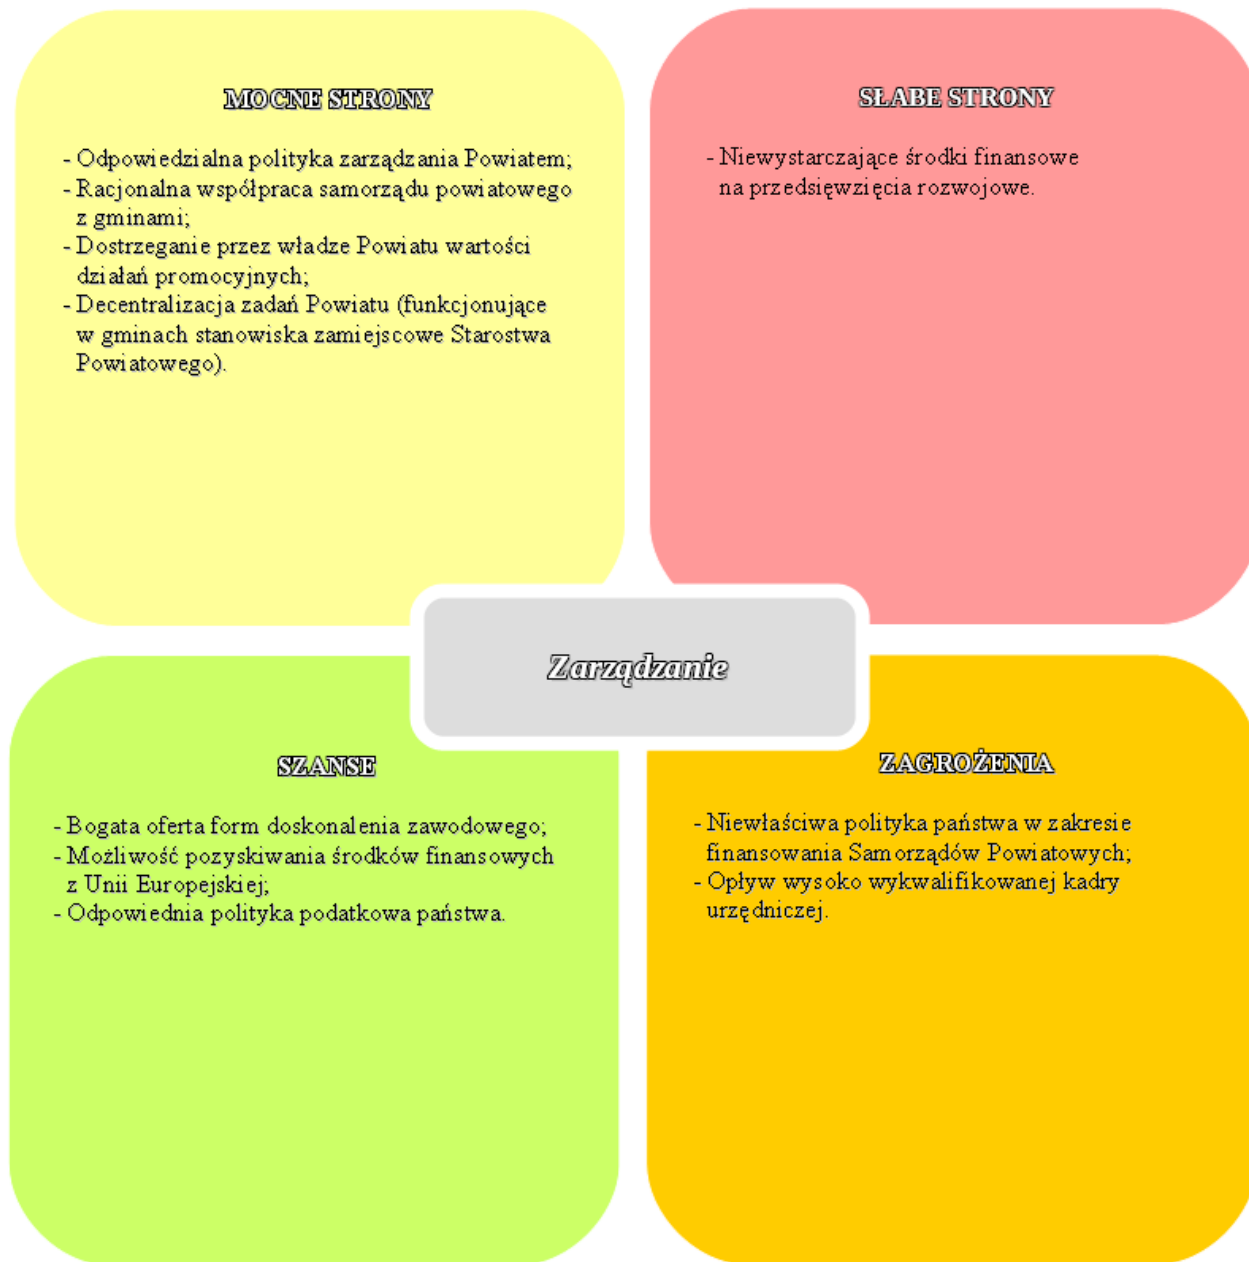 MOCNE STRONY
- Odpowiedzialna polityka zarządzania Powiatem;
- Racjonalna współpraca samorządu powiatowego
z gminami;
- Dostrzeganie przez władze Powiatu wartości
działań promocyjnych;
- Decentralizacja zadań Powiatu (funkcjonujące
w gminach stanowiska zamiejscowe Starostwa
Powiatowego).
SŁABE STRONY
- Niewystarczające środki finansowe
na przedsięwzięcia rozwojowe.
Zarządzanie
SZANSE
- Bogata oferta form doskonalenia zawodowego;
- Możliwość pozyskiwania środków finansowych
z Unii Europejskiej;
- Odpowiednia polityka podatkowa państwa.
ZAGROŻENIA
- Niewłaściwa polityka państwa w zakresie
finansowania Samorządów Powiatowych;
- Opływ wysoko wykwalifikowanej kadry
urzędniczej.